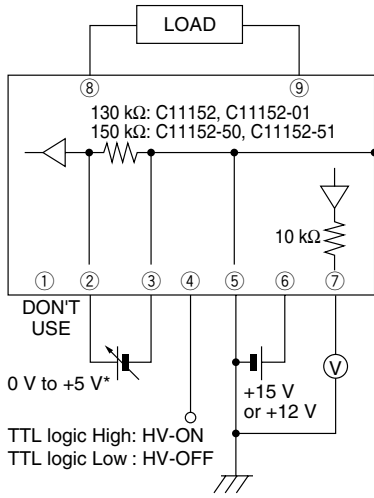 LOAD
⑧ ⑨
130 kΩ: C11152, C11152-01
150 kΩ: C11152-50, C11152-51
10 kΩ
① ② ③ ④ ⑤ ⑥ ⑦
DON'T
USE
V
0 V to +5 V*
+15 V
or +12 V
TTL logic High: HV-ON
TTL logic Low : HV-OFF